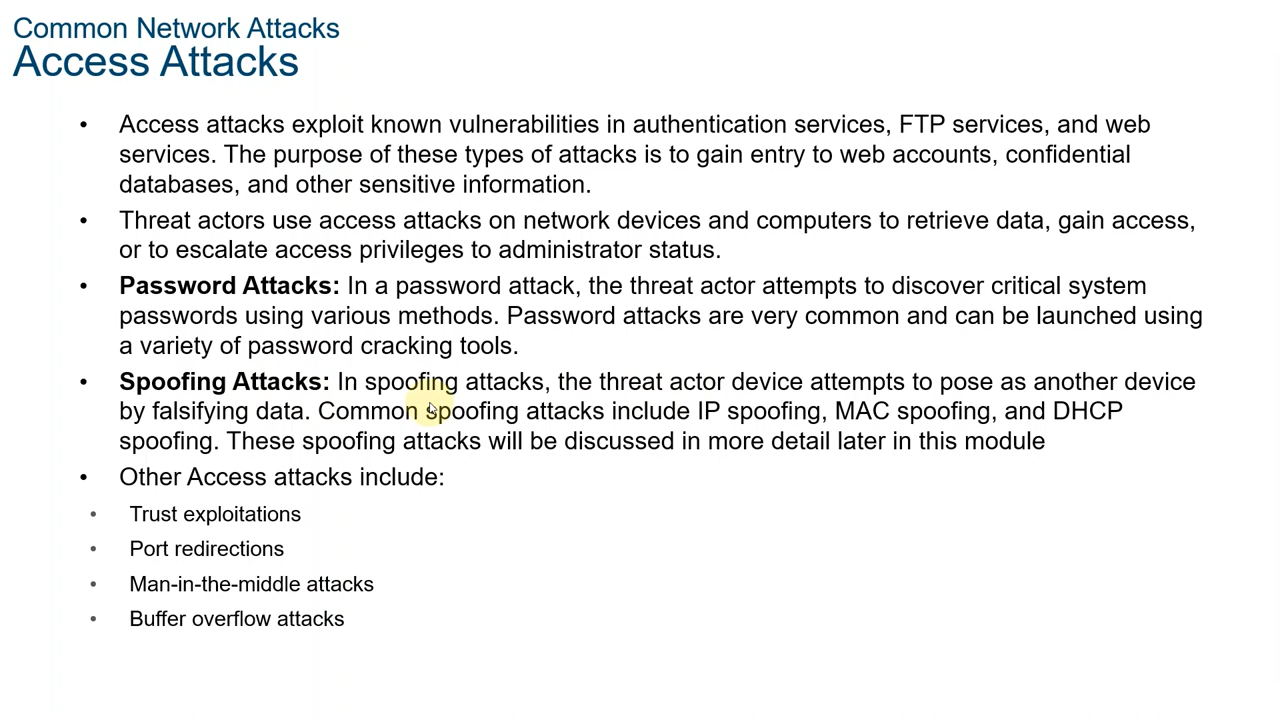 Common Network Attacks
Access Attacks
• Access attacks exploit known vulnerabilities in authentication services, FTP services, and web
services. The purpose of these types of attacks is to gain entry to web accounts, confidential
databases, and other sensitive information.
• Threat actors use access attacks on network devices and computers to retrieve data, gain access,
or to escalate access privileges to administrator status.
• Password Attacks: In a password attack, the threat actor attempts to discover critical system
passwords using various methods. Password attacks are very common and can be launched using
a variety of password cracking tools.
• Spoofing Attacks: In spoofing attacks, the threat actor device attempts to pose as another device
by falsifying data. Common spoofing attacks include IP spoofing, MAC spoofing, and DHCP
spoofing. These spoofing attacks will be discussed in more detail later in this module
• Other Access attacks include:
• Trust exploitations
• Port redirections
• Man-in-the-middle attacks
• Buffer overflow attacks